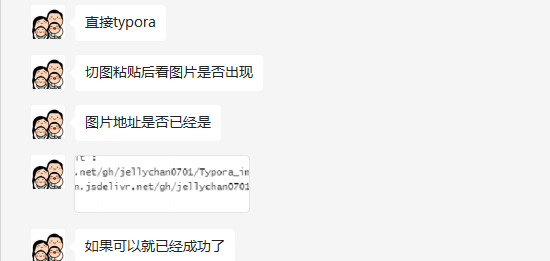 直接typora
切图粘贴后看图片是否出现
图片地址是否已经是
.net/gh/jellychan0701/Typora_im
n.jsdelivr.net/gh/jellychan0701
如果可以就已经成功了